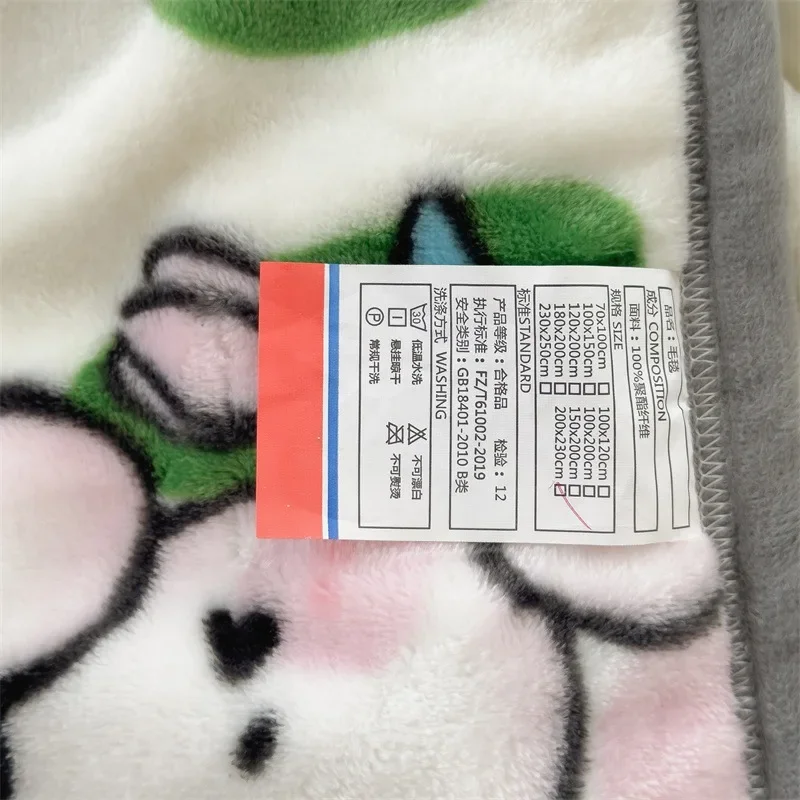 品名：毛毯
成分 COMPOSITION
面料：100%聚酯纤维
规格 SIZE
70x100cm□ 100x120cm□
100x150cm□ 100x200cm□
120x200cm□ 150x200cm□
180x200cm□ 200x230cm□
230x250cm□
标准STANDARD
产品等级：合格品 检验：12
执行标准：FZ/T61002-2019
安全类别：GB18401-2010 B类
洗涤方式 WASHING
30 低温水洗 不可漂白
悬挂晾干 不可熨烫
P 常规干洗